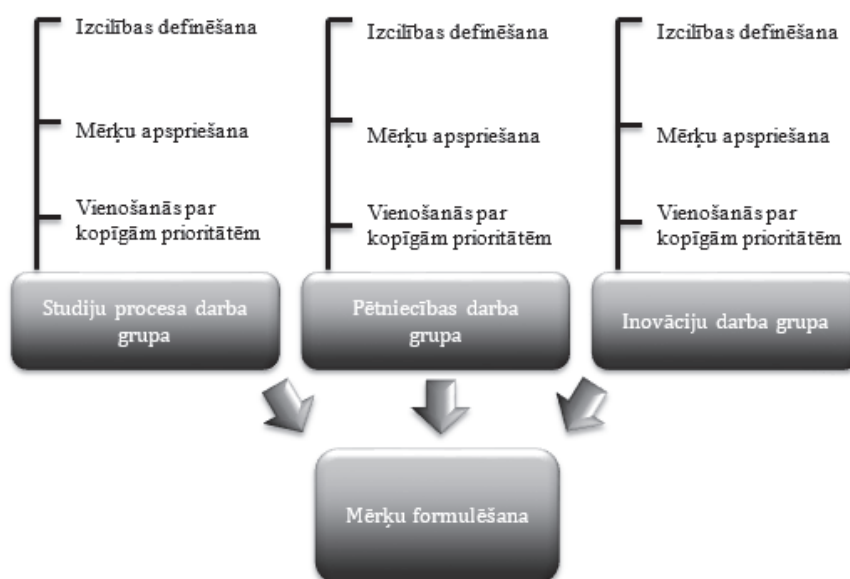 Izcilības definēšana
Mērķu apspriešana
Vienošanās par
kopīgām prioritātēm
Studiju procesa darba
grupa
Izcilības definēšana
Mērķu apspriešana
Vienošanās par
kopīgām prioritātēm
Pētniecības darba
grupa
Izcilības definēšana
Mērķu apspriešana
Vienošanās par
kopīgām prioritātēm
Inovāciju darba grupa
Mērķu formulēšana